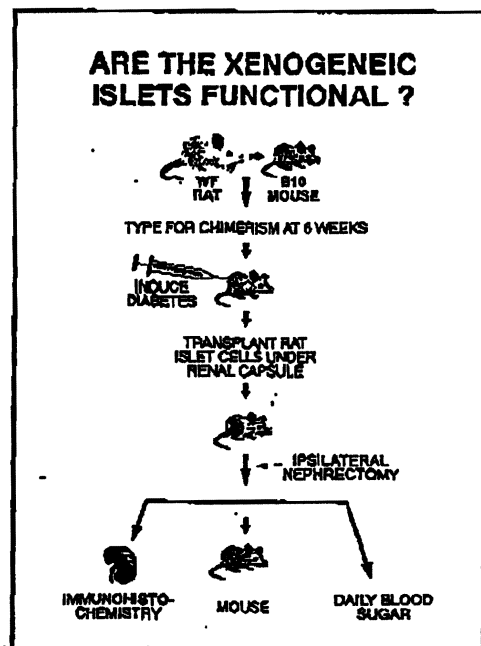 ARE THE XENOGENEIC
ISLETS FUNCTIONAL ?
WF
RAT
B10
MOUSE
TYPE FOR CHIMERISM AT 6 WEEKS
INDUCE
DIABETES
TRANSPLANT RAT
ISLET CELLS UNDER
RENAL CAPSULE
IPSILATERAL
NEPHRECTOMY
IMMUNOHISTO-
CHEMISTRY
MOUSE
DAILY BLOOD
SUGAR